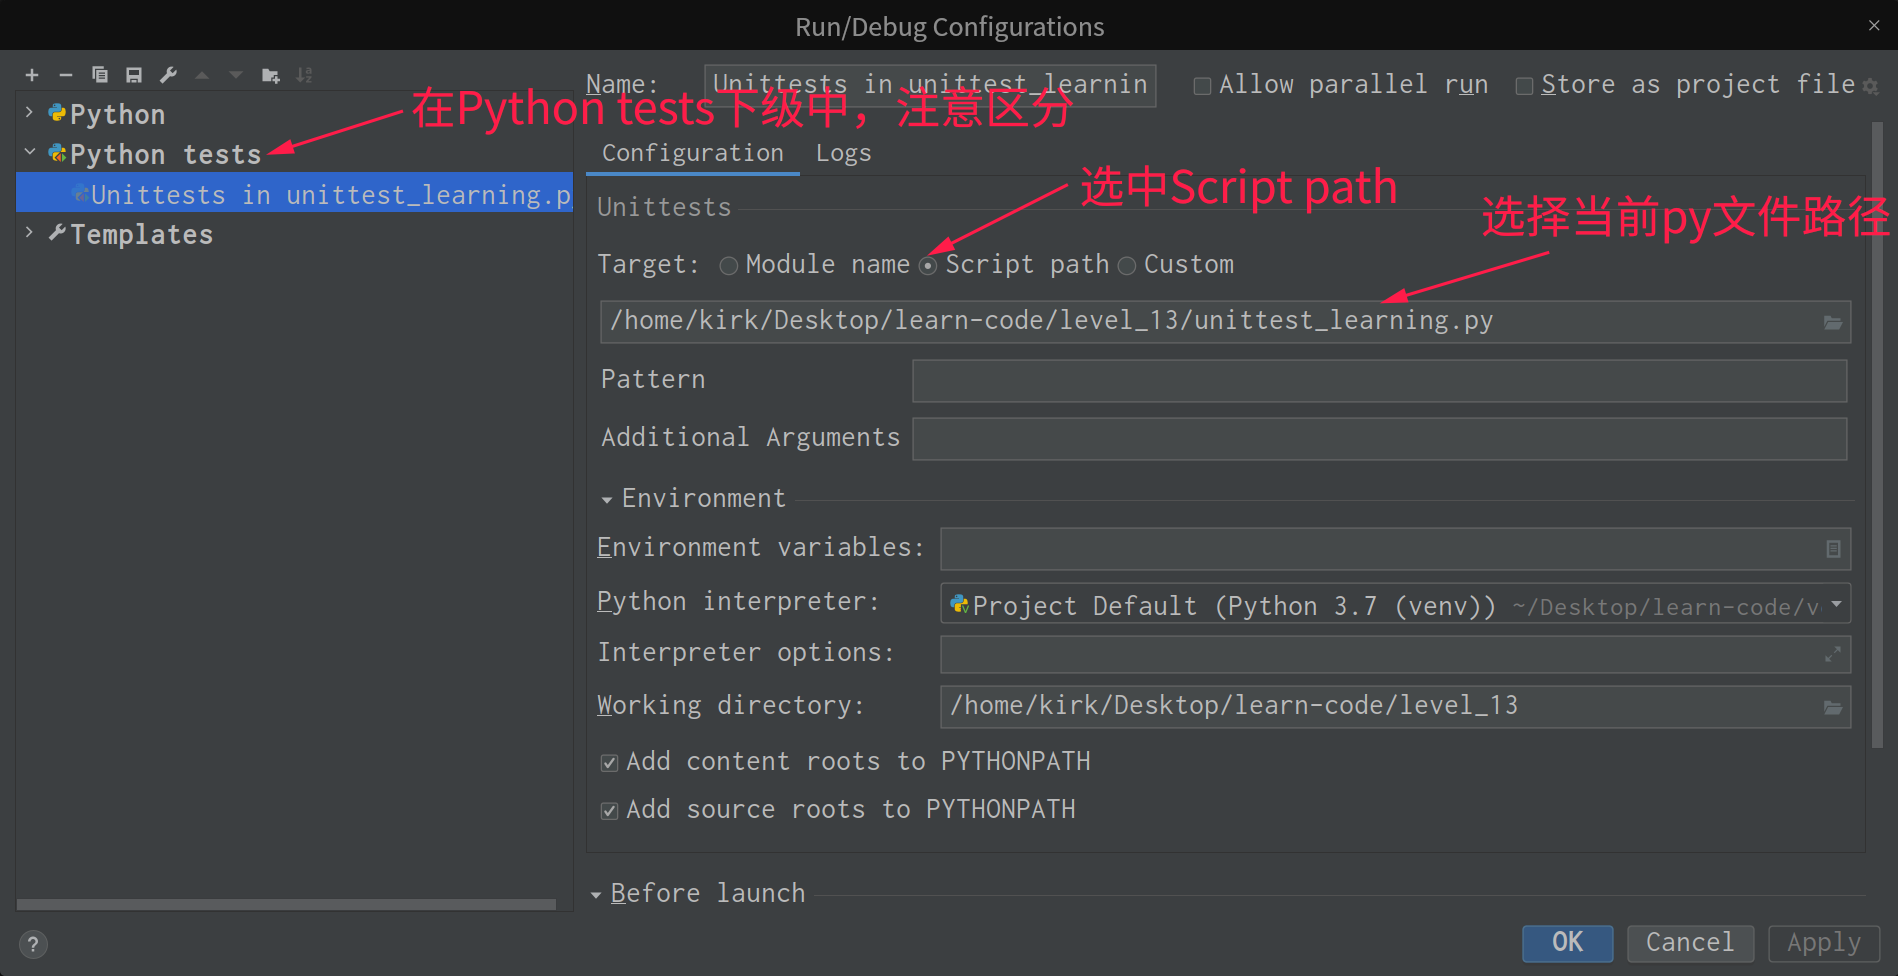 Run/Debug Configurations
Name:
Unittests in unittest_learnin
Allow parallel run
Store as project file
Python
在Python tests下级中，注意区分
Python tests
Configuration
Logs
Unittests in unittest_learning.p
选中Script path
Unittests
选择当前py文件路径
Templates
Target:
Module name
Script path
Custom
/home/kirk/Desktop/learn-code/level_13/unittest_learning.py
Pattern
Additional Arguments
Environment
Environment variables:
Python interpreter:
Project Default (Python 3.7 (venv)) ~/Desktop/learn-code/v
Interpreter options:
Working directory:
/home/kirk/Desktop/learn-code/level_13
Add content roots to PYTHONPATH
Add source roots to PYTHONPATH
Before launch
?
OK
Cancel
Apply